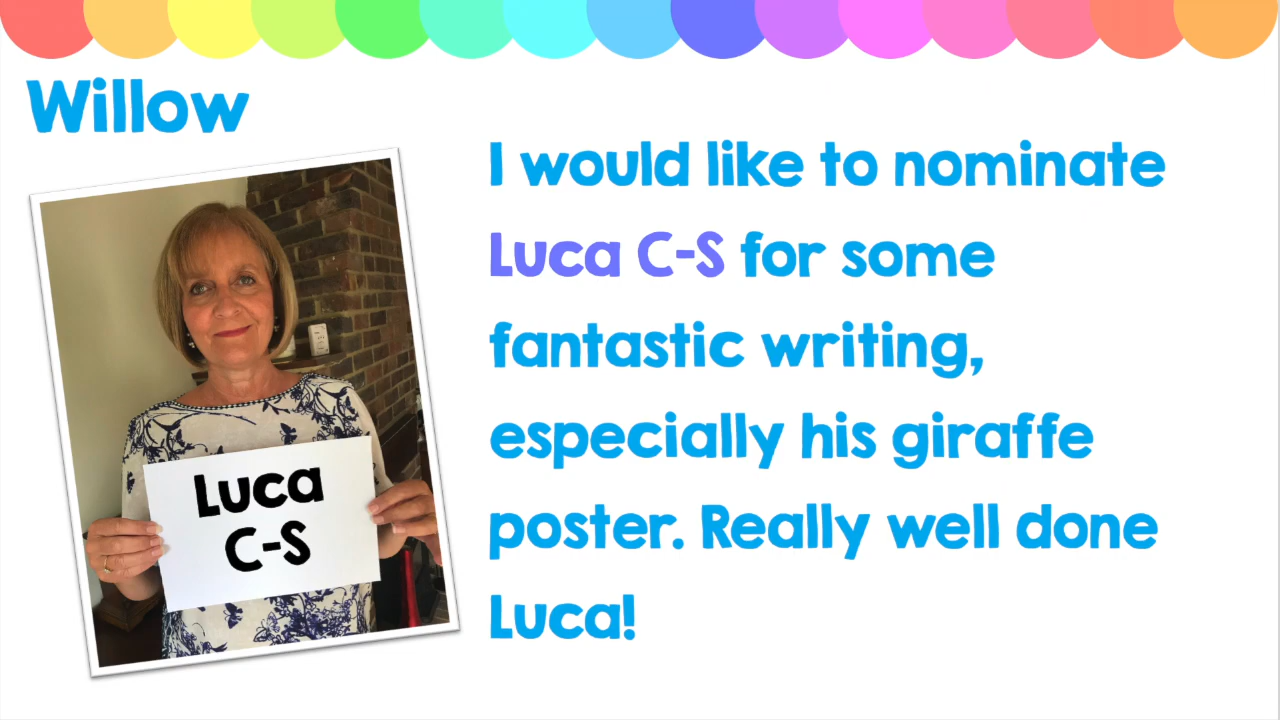 Willow
I would like to nominate
Luca C-S for some
fantastic writing,
especially his giraffe
poster. Really well done
Luca!
Luca
C-S